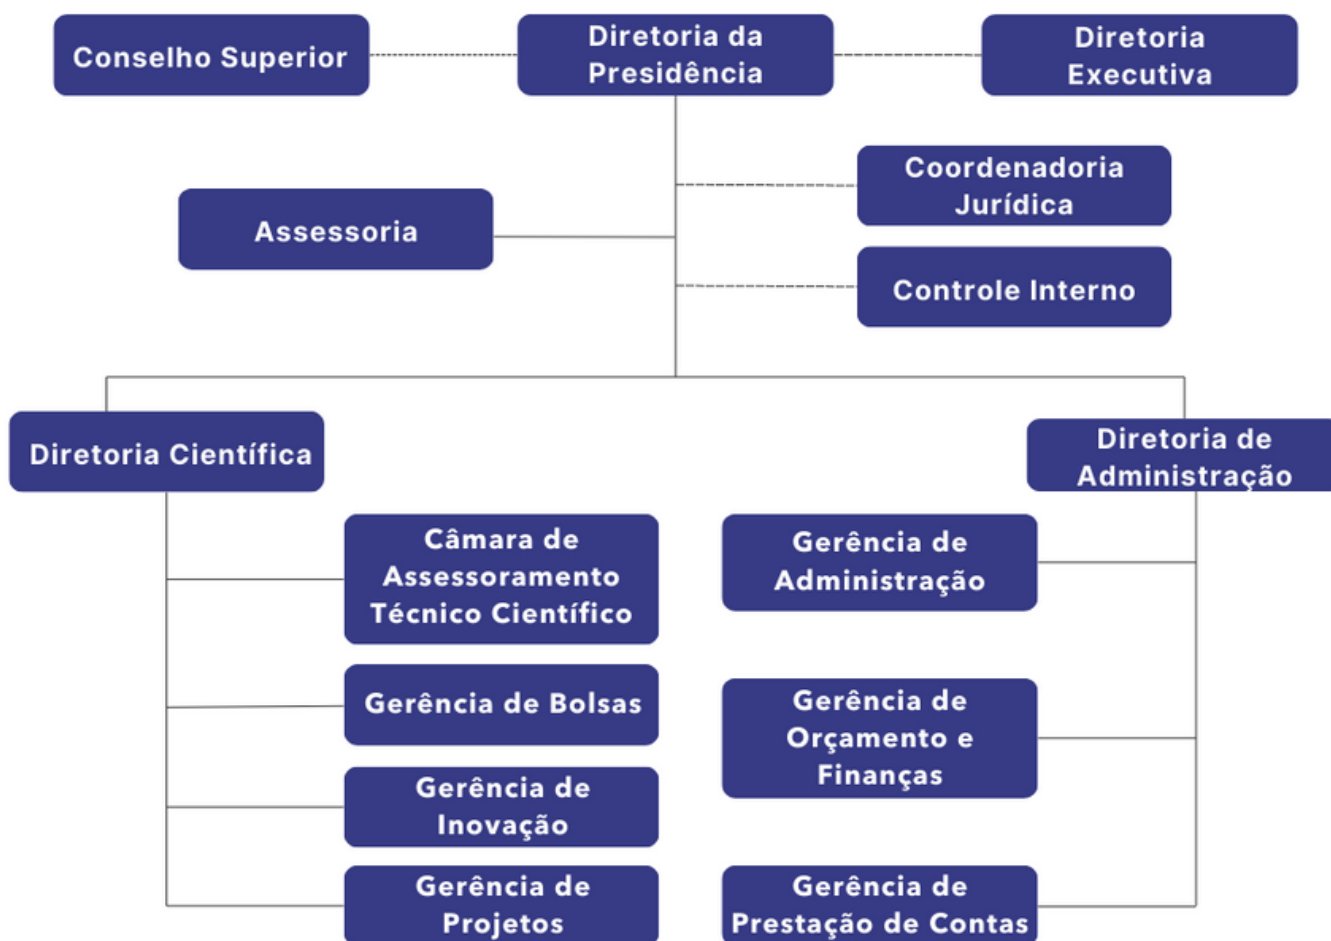 Conselho Superior
Diretoria da
Presidência
Diretoria
Executiva
Coordenadoria
Jurídica
Assessoria
Controle Interno
Diretoria Científica
Diretoria de
Administração
Câmara de
Assessoramento
Técnico Científico
Gerência de Bolsas
Gerência de
Inovação
Gerência de
Projetos
Gerência de
Administração
Gerência de
Orçamento e
Finanças
Gerência de
Prestação de Contas